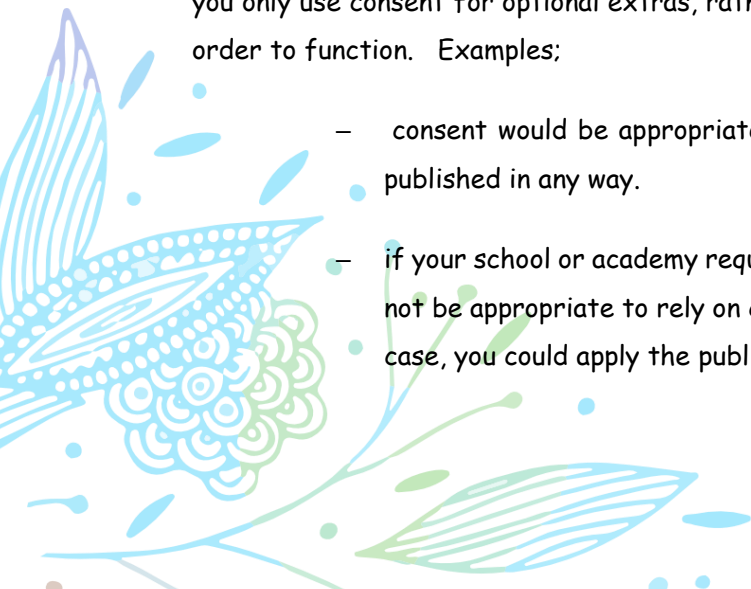 you only use consent for optional extras, rath
order to function. Examples;
– consent would be appropriate
published in any way.
– if your school or academy requ
not be appropriate to rely on
case, you could apply the publ